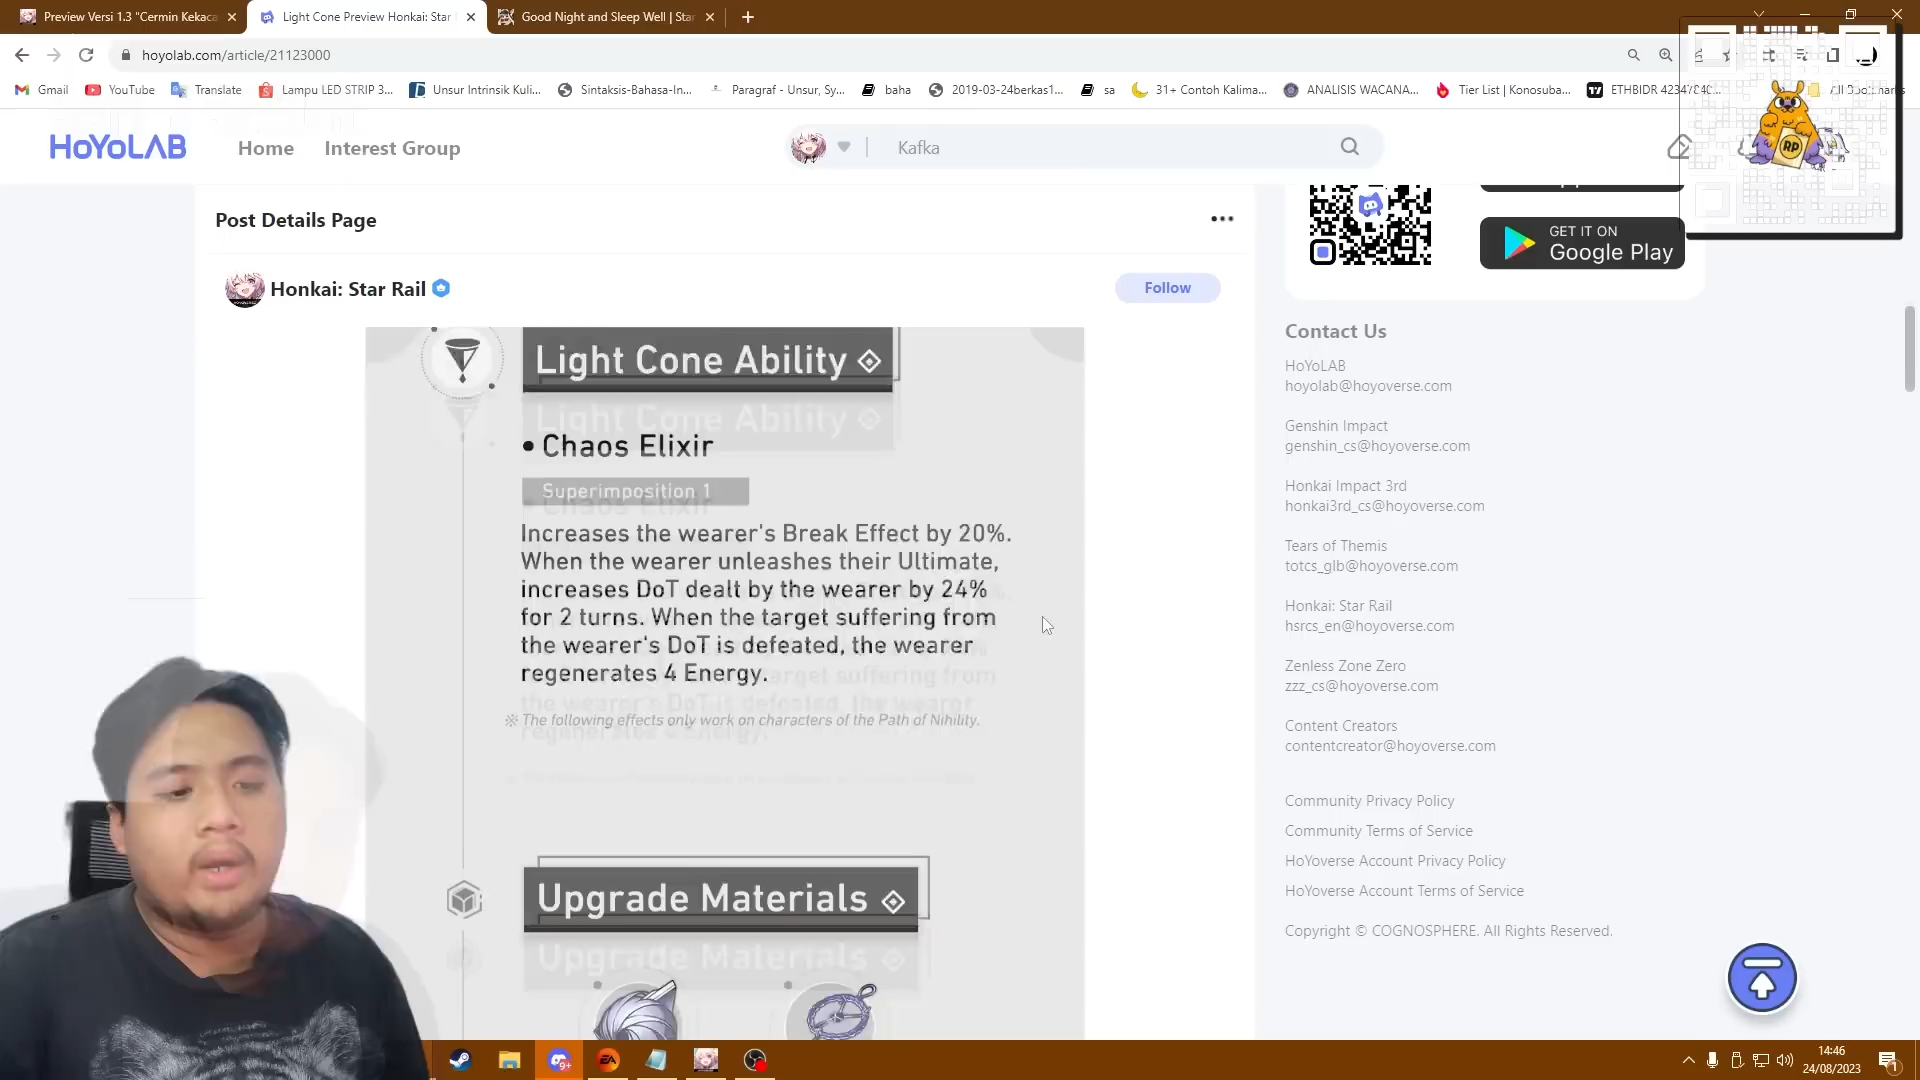 Preview Versi 1.3 "Cermin Kekaca
Light Cone Preview Honkai: Star
Good Night and Sleep Well | Star
hoyolab.com/article/21123000
Gmail
YouTube
Translate
Lampu LED STRIP 3...
Unsur Intrinsik Kuli...
Sintaksis-Bahasa-In...
Paragraf - Unsur, Sy...
baha
2019-03-24berkas1...
sa
31+ Contoh Kalima...
ANALISIS WACANA...
Tier List | Konosuba...
All Bookmarks
HoYoLAB
Home
Interest Group
Kafka
RP
Post Details Page
Honkai: Star Rail
Follow
Light Cone Ability
• Chaos Elixir
Superimposition 1
Increases the wearer's Break Effect by 20%.
When the wearer unleashes their Ultimate,
increases DoT dealt by the wearer by 24%
for 2 turns. When the target suffering from
the wearer's DoT is defeated, the wearer
regenerates 4 Energy.
※ The following effects only work on characters of the Path of Nihility.
Upgrade Materials
GET IT ON
Google Play
Contact Us
HoYoLAB
hoyolab@hoyoverse.com
Genshin Impact
genshin_cs@hoyoverse.com
Honkai Impact 3rd
honkai3rd_cs@hoyoverse.com
Tears of Themis
totcs_glb@hoyoverse.com
Honkai: Star Rail
hsrcs_en@hoyoverse.com
Zenless Zone Zero
zzz_cs@hoyoverse.com
Content Creators
contentcreator@hoyoverse.com
Community Privacy Policy
Community Terms of Service
HoYoverse Account Privacy Policy
HoYoverse Account Terms of Service
Copyright © COGNOSPHERE. All Rights Reserved.
9+
EA
14:46
24/08/2023
1